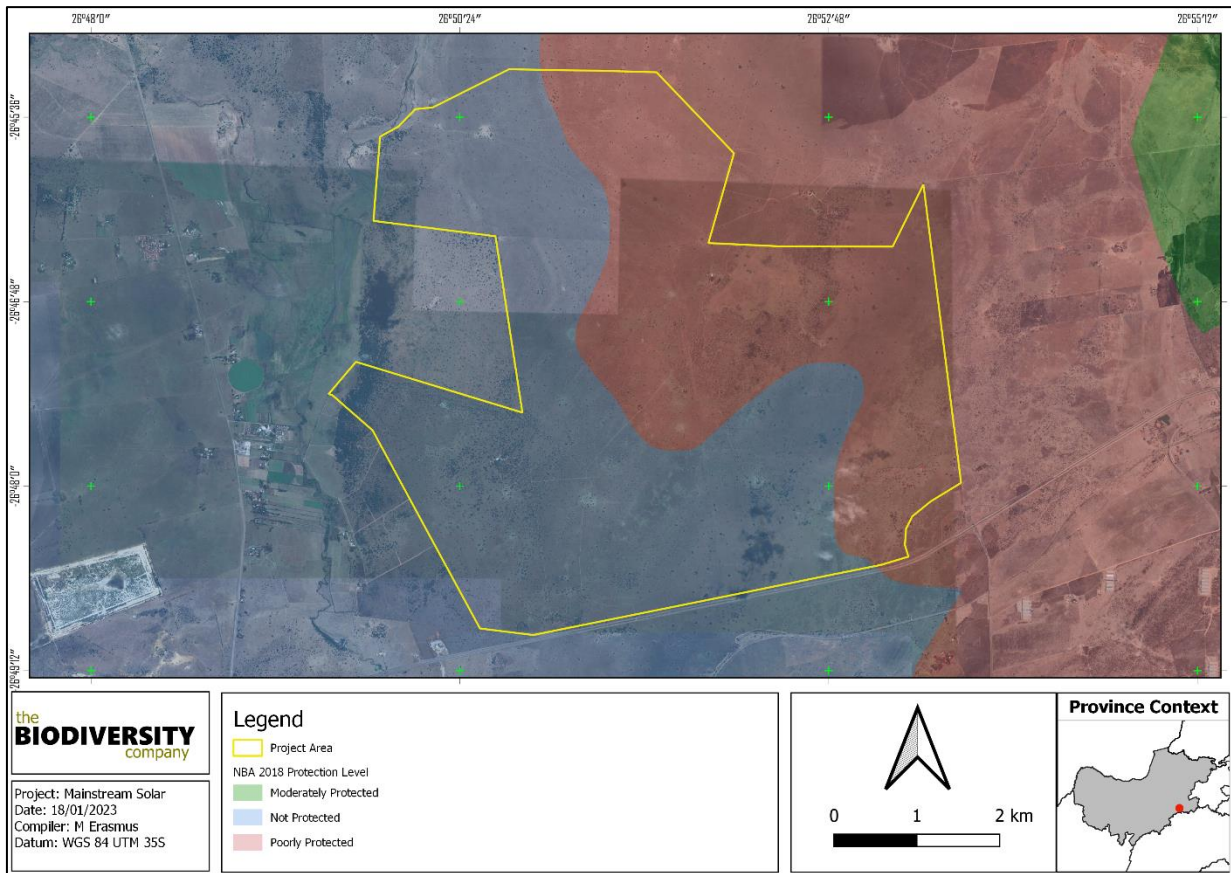 26°48'0" 26°50'24" 26°52'48" 26°55'12"
-26°45'36"
-26°46'48"
-26°48'0"
-26°49'12"
the
BIODIVERSITY
company
Project: Mainstream Solar
Date: 18/01/2023
Compiler: M Erasmus
Datum: WGS 84 UTM 35S
Legend
Project Area
NBA 2018 Protection Level
Moderately Protected
Not Protected
Poorly Protected
0 1 2 km
Province Context